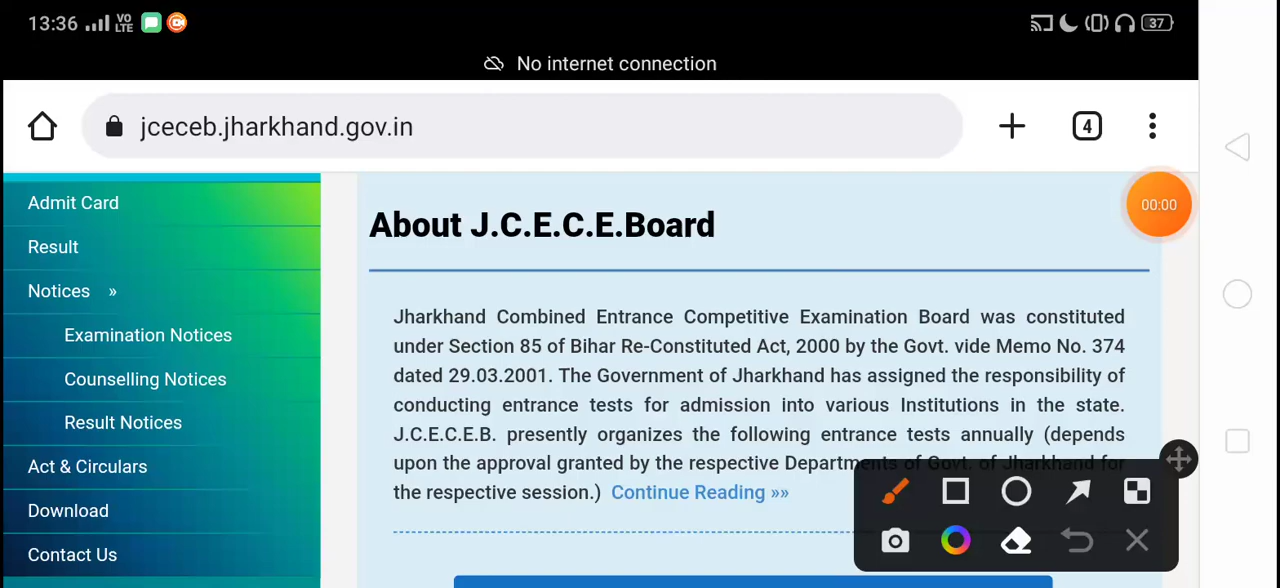 13:36 VO LTE 37
No internet connection
jceceb.jharkhand.gov.in 4
Admit Card
Result
Notices »
Examination Notices
Counselling Notices
Result Notices
Act & Circulars
Download
Contact Us
About J.C.E.C.E.Board
00:00
Jharkhand Combined Entrance Competitive Examination Board was constituted
under Section 85 of Bihar Re-Constituted Act, 2000 by the Govt. vide Memo No. 374
dated 29.03.2001. The Government of Jharkhand has assigned the responsibility of
conducting entrance tests for admission into various Institutions in the state.
J.C.E.C.E.B. presently organizes the following entrance tests annually (depends
upon the approval granted by the respective Departments of Govt. of Jharkhand for
the respective session.) Continue Reading »»